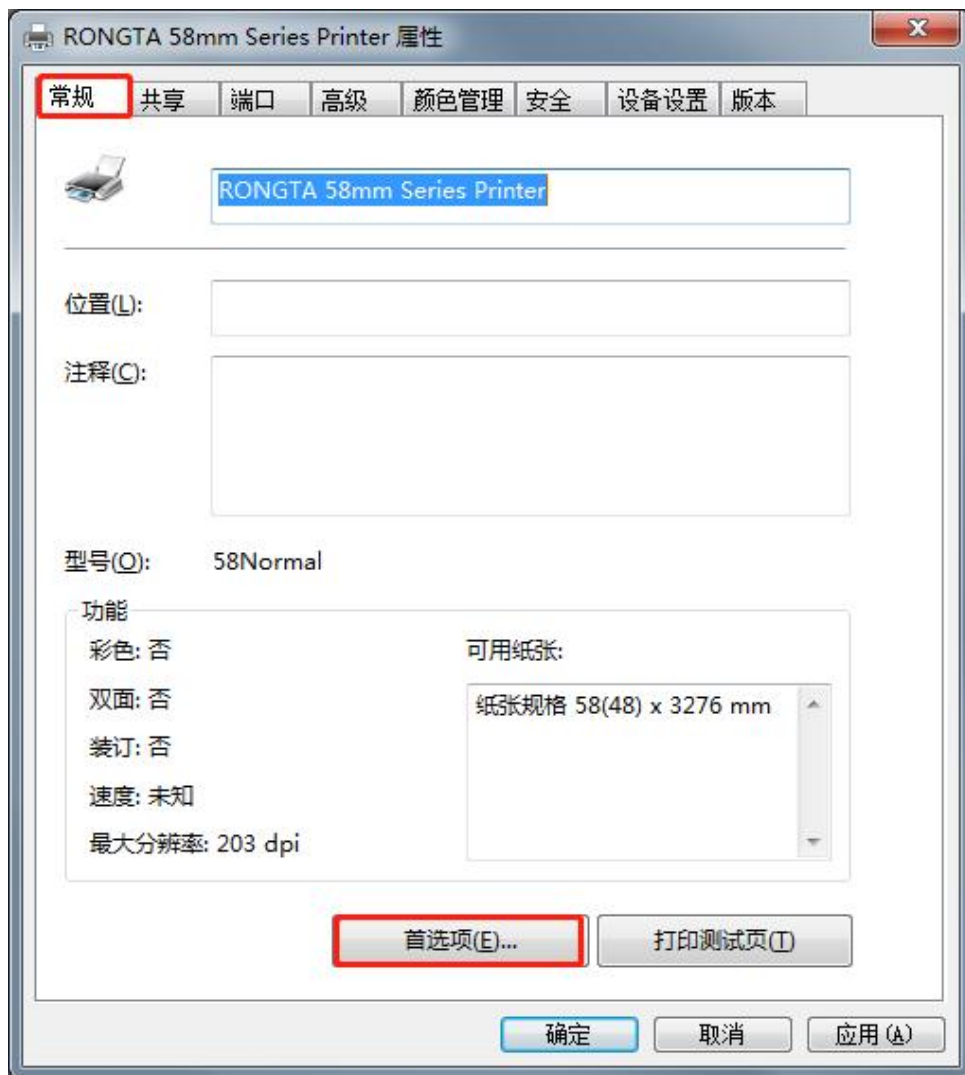 RONGTA 58mm Series Printer 属性
常规 共享 端口 高级 颜色管理 安全 设备设置 版本
RONGTA 58mm Series Printer
位置(L):
注释(C):
型号(O): 58Normal
功能
彩色: 否 可用纸张:
双面: 否 纸张规格 58(48) x 3276 mm
装订: 否
速度: 未知
最大分辨率: 203 dpi
首选项(E)... 打印测试页(T)
确定 取消 应用(A)